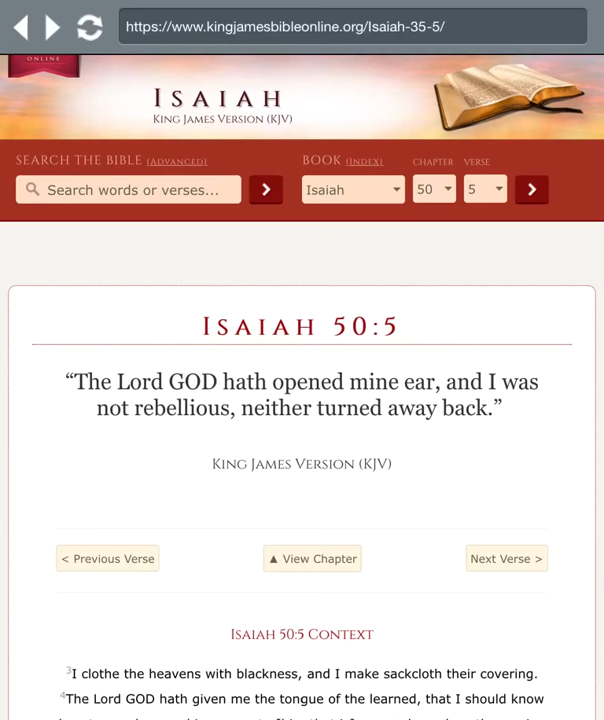 https://www.kingjamesbibleonline.org/Isaiah-35-5/
ONLINE
ISAIAH
KING JAMES VERSION (KJV)
SEARCH THE BIBLE (ADVANCED)
BOOK (INDEX) CHAPTER VERSE
Search words or verses...
Isaiah 50 5
ISAIAH 50:5
“The Lord GOD hath opened mine ear, and I was
not rebellious, neither turned away back.”
KING JAMES VERSION (KJV)
< Previous Verse ▲ View Chapter Next Verse >
ISAIAH 50:5 CONTEXT
3I clothe the heavens with blackness, and I make sackcloth their covering.
4The Lord GOD hath given me the tongue of the learned, that I should know